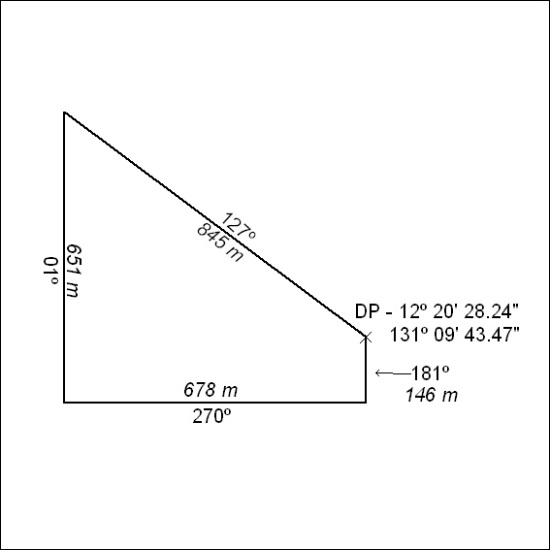 127º
845 m
651 m
01º
DP - 12º 20' 28.24"
131º 09' 43.47"
181º
146 m
678 m
270º